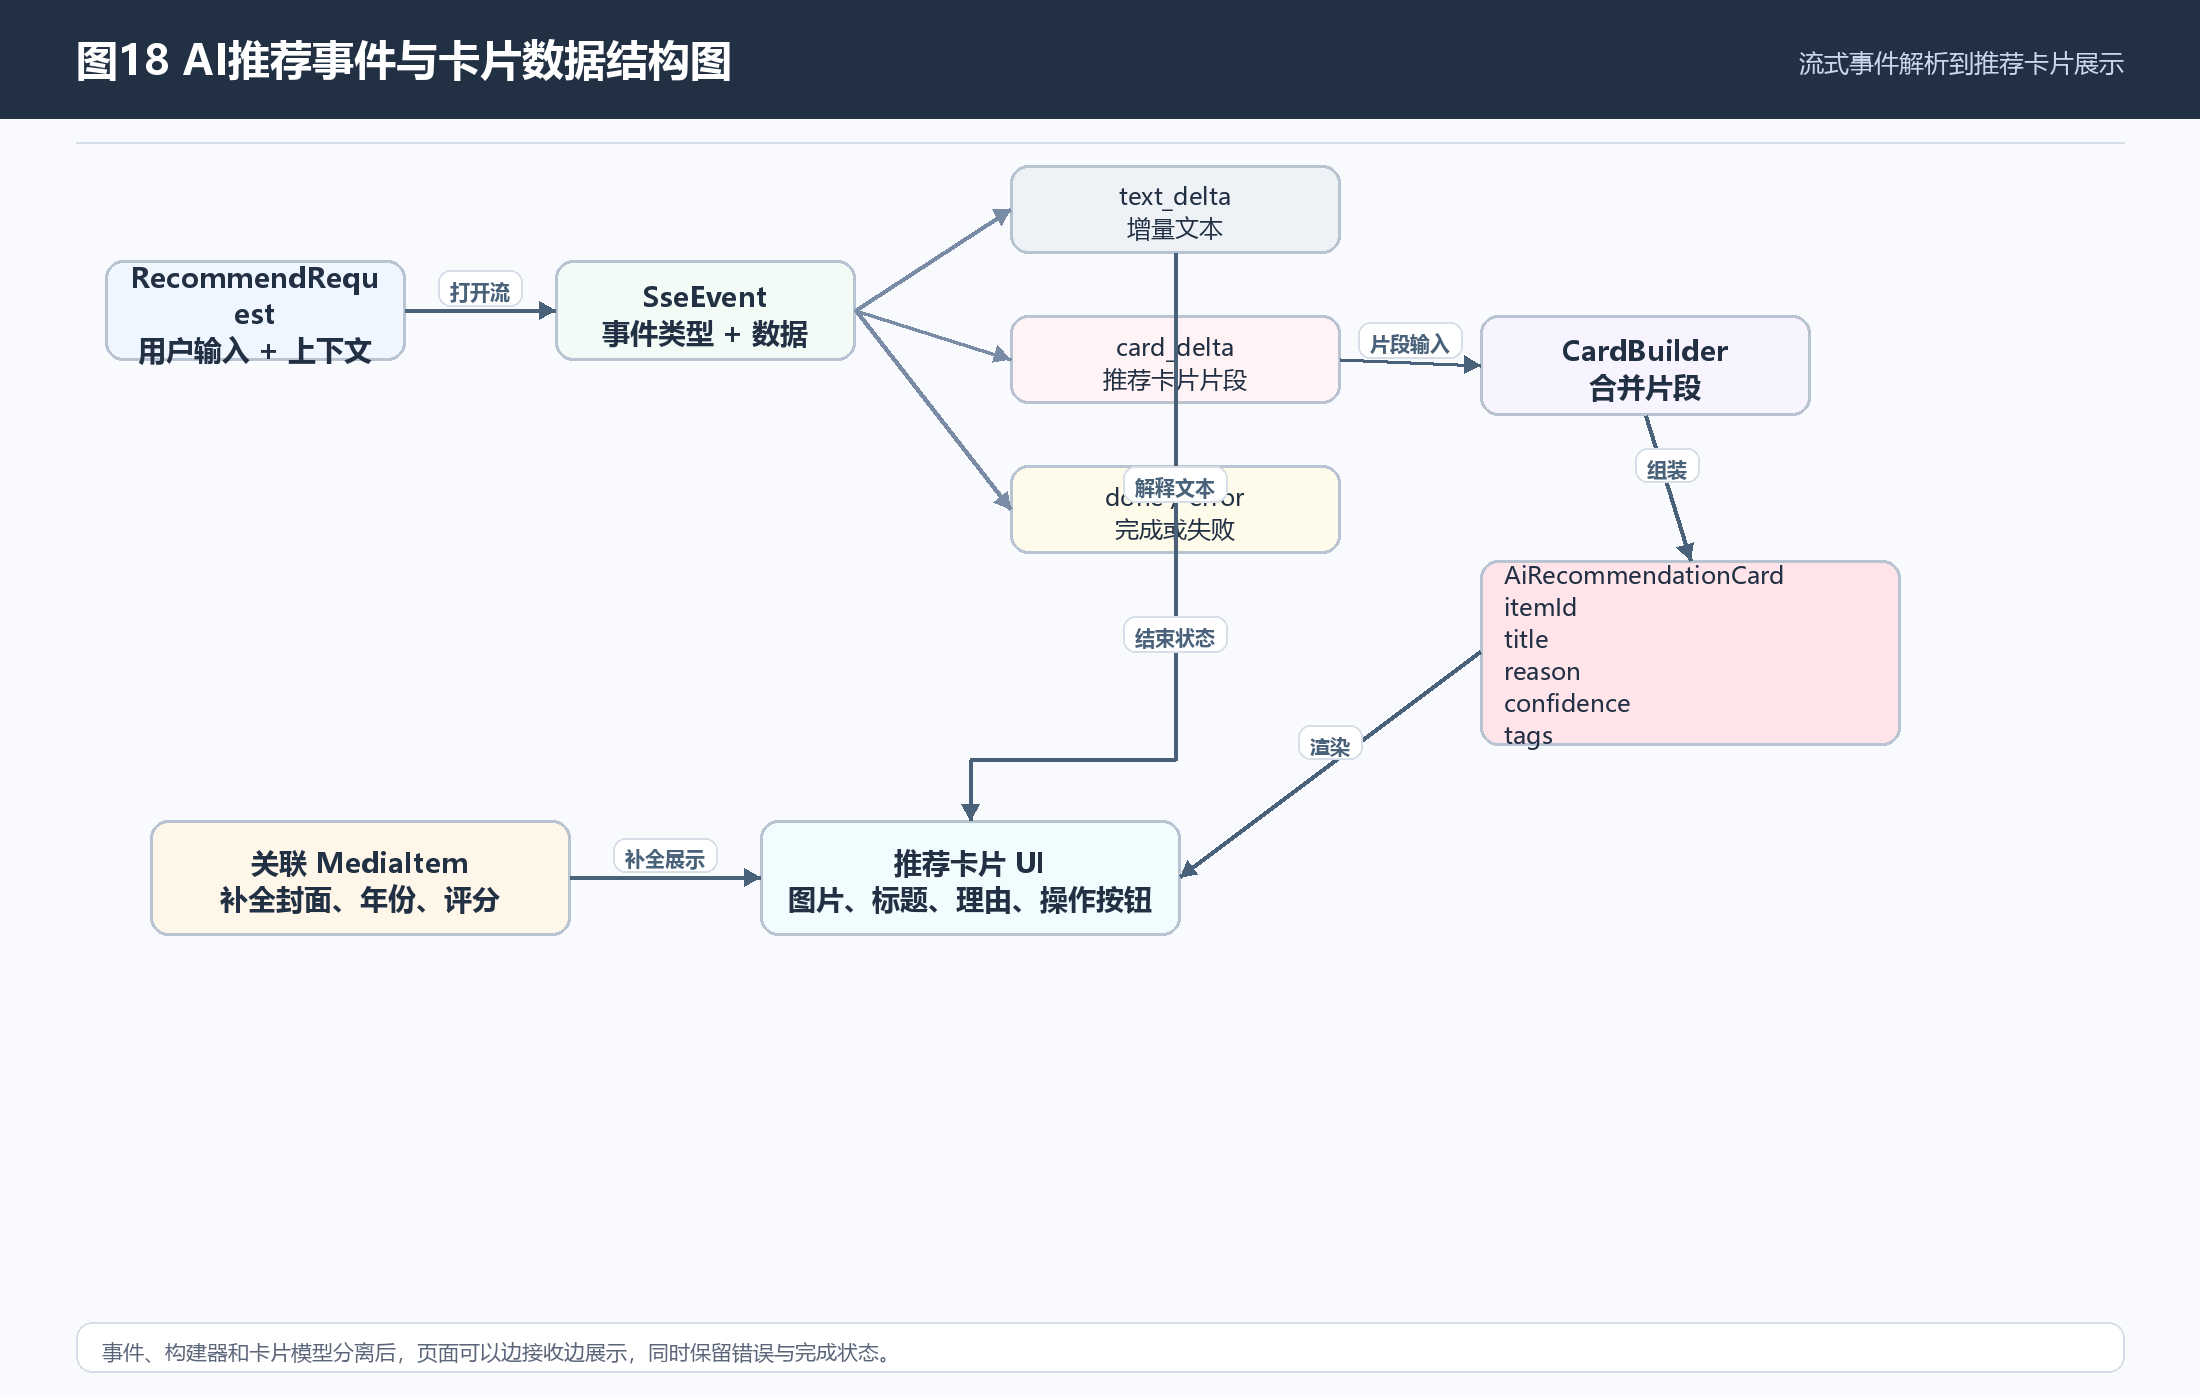 图18 AI推荐事件与卡片数据结构图
流式事件解析到推荐卡片展示
text_delta
增量文本
RecommendRequ
est
用户输入 + 上下文
打开流
SseEvent
事件类型 + 数据
card_delta
推荐卡片片段
片段输入
CardBuilder
合并片段
组装
解释文本
done / error
完成或失败
结束状态
AiRecommendationCard
itemId
title
reason
confidence
tags
渲染
关联 MediaItem
补全封面、年份、评分
补全展示
推荐卡片 UI
图片、标题、理由、操作按钮
事件、构建器和卡片模型分离后，页面可以边接收边展示，同时保留错误与完成状态。